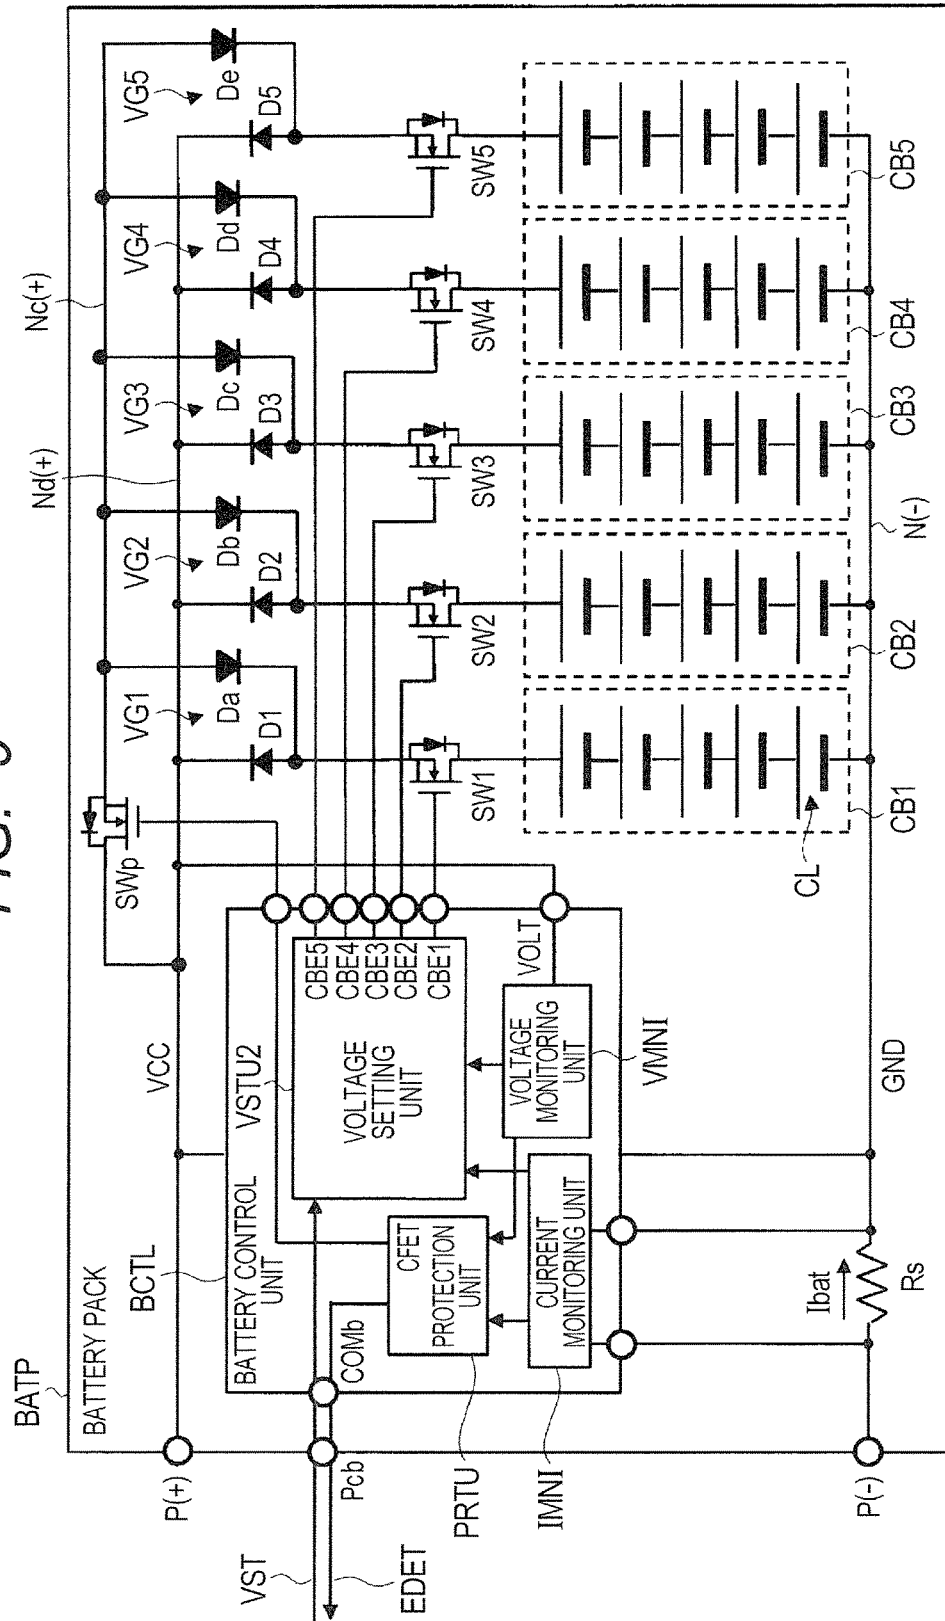 BATP
BATTERY PACK
P(+)
VCC
SWp
Nd(+)
Nc(+)
VG1
VG2
VG3
VG4
VG5
Da
Db
Dc
Dd
De
D1
D2
D3
D4
D5
BCTL
BATTERY CONTROL
UNIT
VSTU2
VOLTAGE
SETTING
UNIT
CBE5
CBE4
CBE3
CBE2
CBE1
SW1
SW2
SW3
SW4
SW5
VST
EDET
Pcb
COMb
CFET
PROTECTION
UNIT
PRTU
VOLT
VOLTAGE
MONITORING
UNIT
VMNI
CURRENT
MONITORING UNIT
IMNI
CL
CB1
CB2
CB3
CB4
CB5
N(-)
GND
Ibat
Rs
P(-)